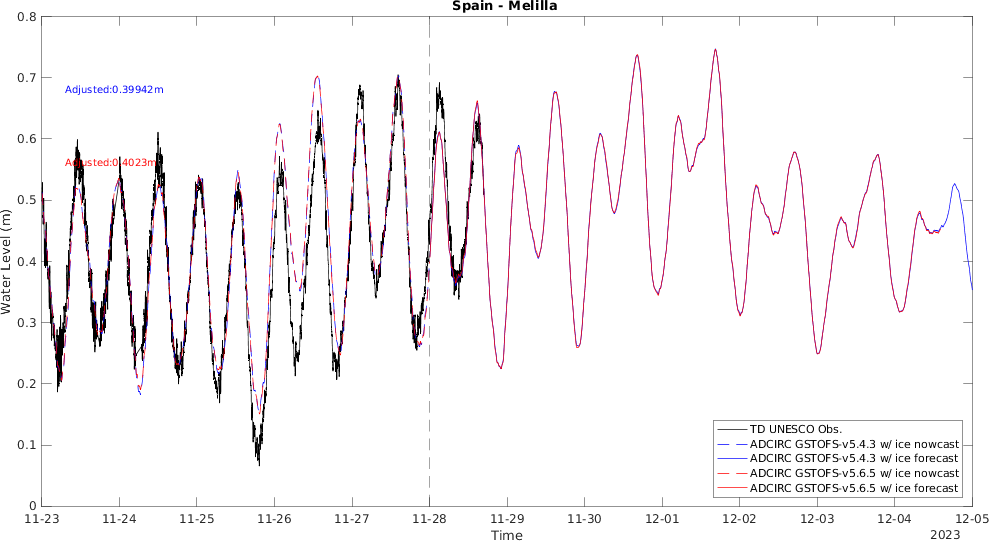 Spain - Melilla
0.8
0.7
0.6
0.5
0.4
0.3
0.2
0.1
0
Water Level (m)
Adjusted:0.39942m
Adjusted:0.4023m
TD UNESCO Obs.
ADCIRC GSTOFS-v5.4.3 w/ ice nowcast
ADCIRC GSTOFS-v5.4.3 w/ ice forecast
ADCIRC GSTOFS-v5.6.5 w/ ice nowcast
ADCIRC GSTOFS-v5.6.5 w/ ice forecast
11-23 11-24 11-25 11-26 11-27 11-28 11-29 11-30 12-01 12-02 12-03 12-04 12-05
Time
2023